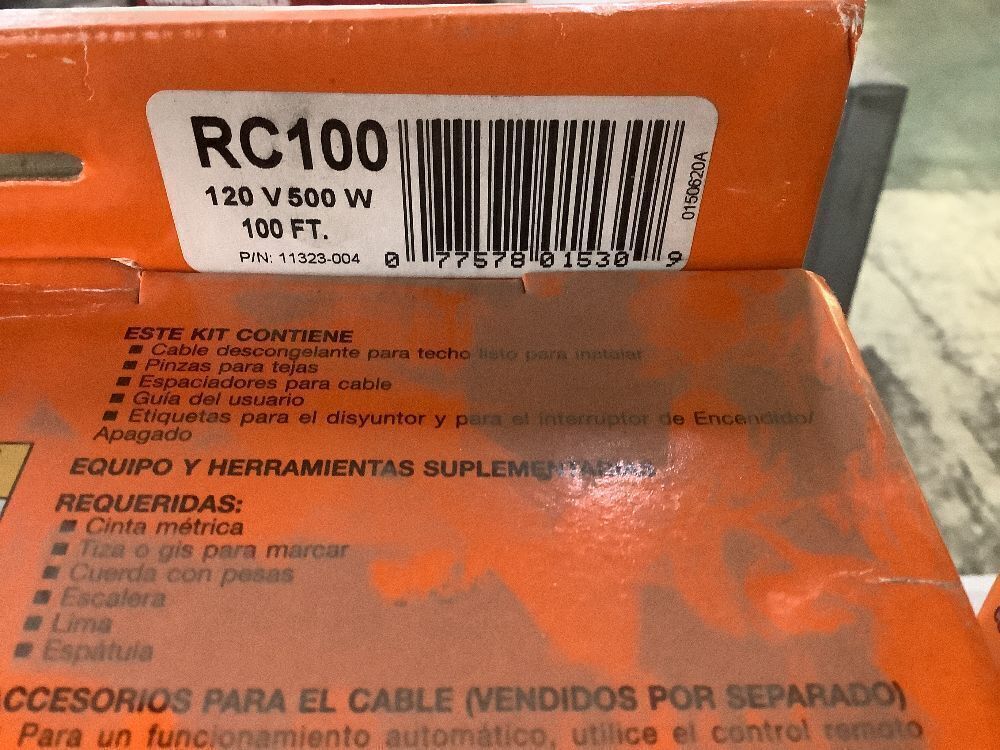 RC100
120 V 500 W
100 FT.
P/N: 11323-004
0 77578 01530 9
0150620A
ESTE KIT CONTIENE
■ Cable descongelante para techo listo para instalar
■ Pinzas para tejas
■ Espaciadores para cable
■ Guía del usuario
■ Etiquetas para el disyuntor y para el interruptor de Encendido/
Apagado
EQUIPO Y HERRAMIENTAS SUPLEMENTARIAS
REQUERIDAS:
■ Cinta métrica
■ Tiza o gis para marcar
■ Cuerda con pesas
■ Escalera
■ Lima
■ Espátula
ACCESORIOS PARA EL CABLE (VENDIDOS POR SEPARADO)
Para un funcionamiento automático, utilice el control remoto